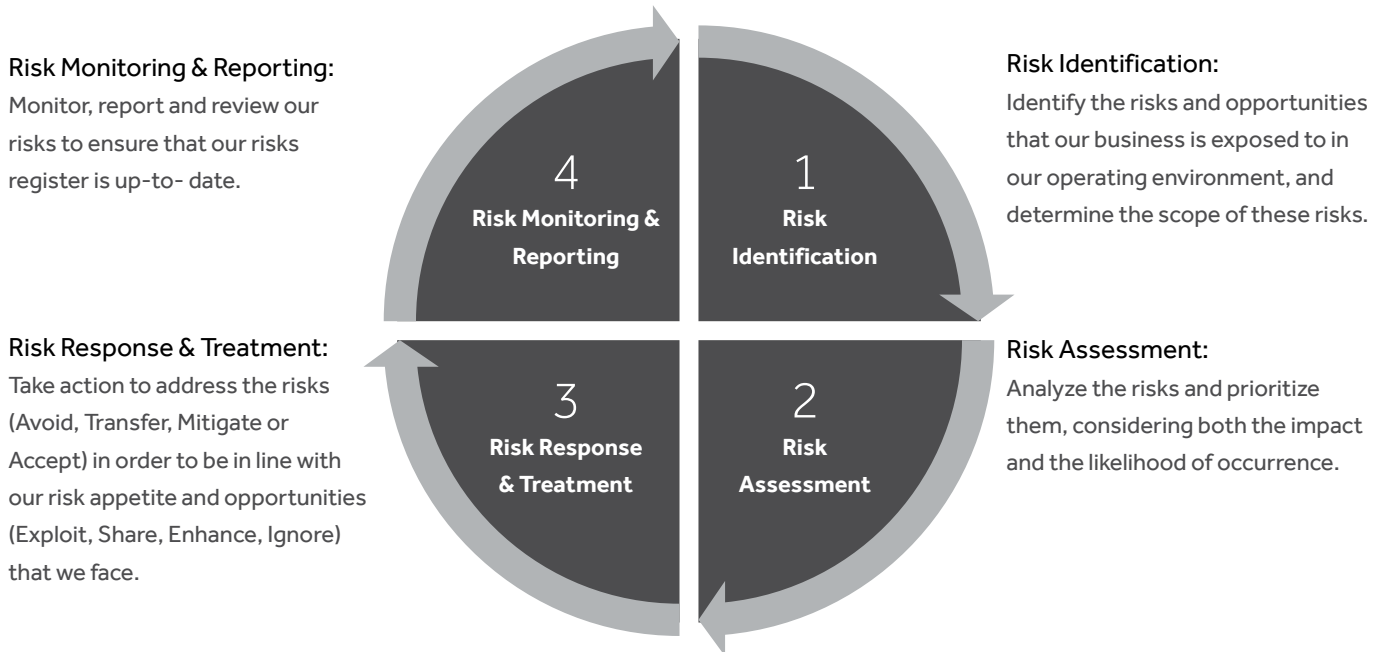 Risk Monitoring & Reporting:
Monitor, report and review our
risks to ensure that our risks
register is up-to- date.
4
Risk Monitoring &
Reporting
1
Risk
Identification
Risk Identification:
Identify the risks and opportunities
that our business is exposed to in
our operating environment, and
determine the scope of these risks.
Risk Response & Treatment:
Take action to address the risks
(Avoid, Transfer, Mitigate or
Accept) in order to be in line with
our risk appetite and opportunities
(Exploit, Share, Enhance, Ignore)
that we face.
3
Risk Response
& Treatment
2
Risk
Assessment
Risk Assessment:
Analyze the risks and prioritize
them, considering both the impact
and the likelihood of occurrence.